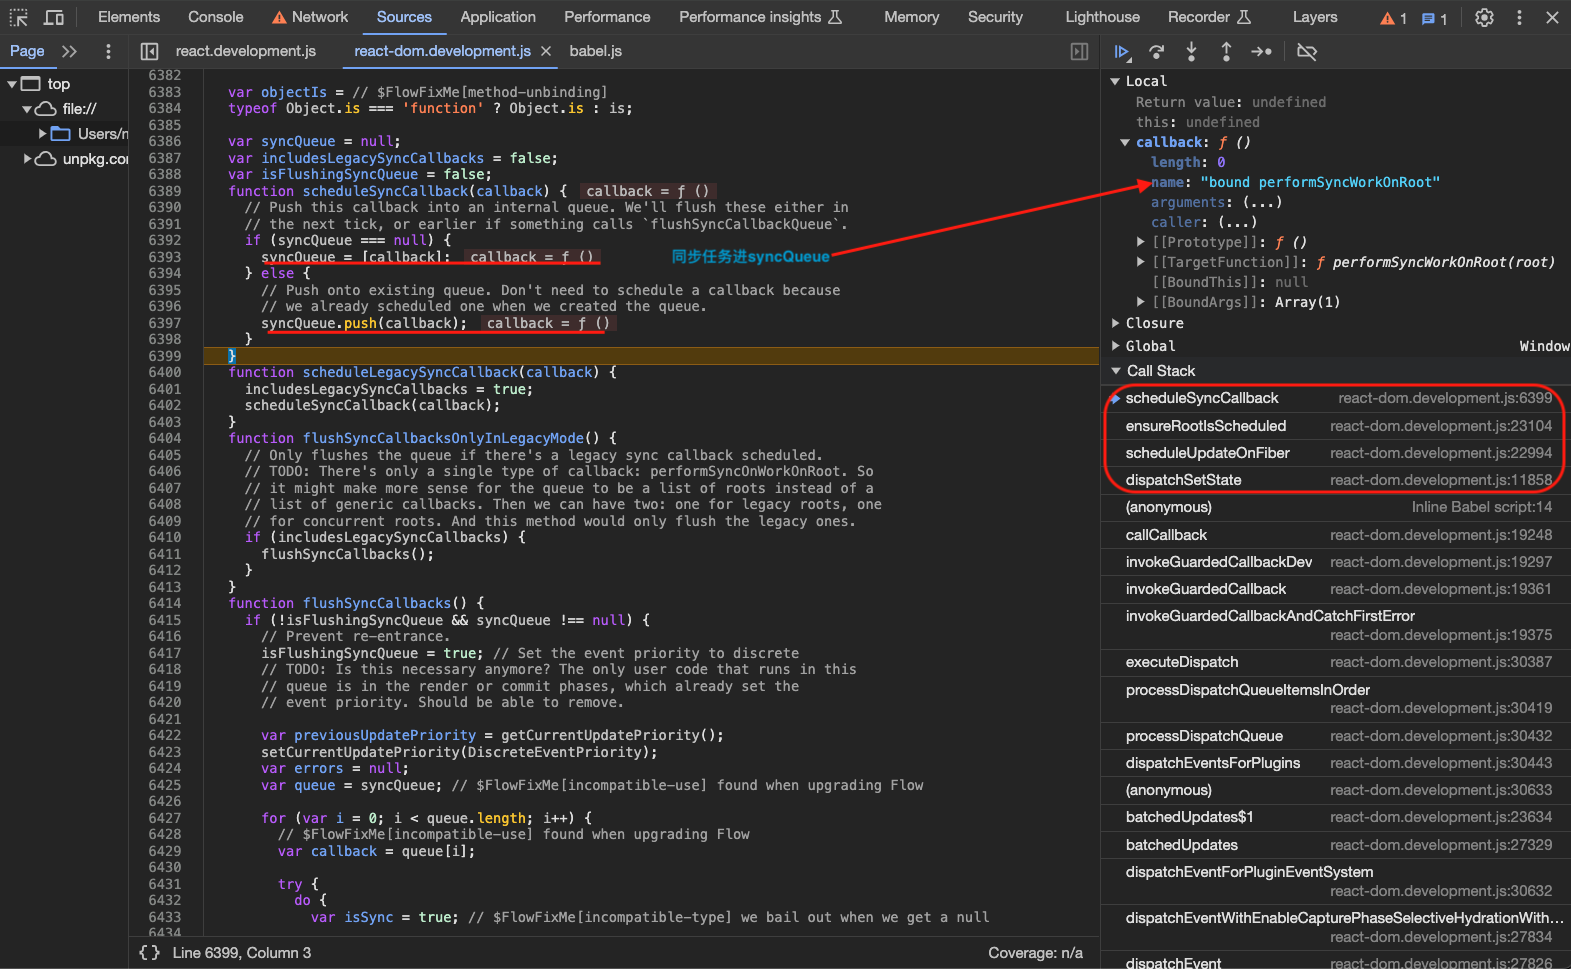 Elements Console Network Sources Application Performance Performance insights Memory Security Lighthouse Recorder Layers 1 1
Page react.development.js react-dom.development.js babel.js
top
file://
Users/n
unpkg.cor
6382
6383 var objectIs = // $FlowFixMe[method-unbinding]
6384 typeof Object.is === 'function' ? Object.is : is;
6385
6386 var syncQueue = null;
6387 var includesLegacySyncCallbacks = false;
6388 var isFlushingSyncQueue = false;
6389 function scheduleSyncCallback(callback) { callback = ƒ ()
6390 // Push this callback into an internal queue. We'll flush these either in
6391 // the next tick, or earlier if something calls `flushSyncCallbackQueue`.
6392 if (syncQueue === null) {
6393 syncQueue = [callback]; callback = ƒ ()
同步任务进syncQueue
6394 } else {
6395 // Push onto existing queue. Don't need to schedule a callback because
6396 // we already scheduled one when we created the queue.
6397 syncQueue.push(callback); callback = ƒ ()
6398 }
6399 }
6400 function scheduleLegacySyncCallback(callback) {
6401 includesLegacySyncCallbacks = true;
6402 scheduleSyncCallback(callback);
6403 }
6404 function flushSyncCallbacksOnlyInLegacyMode() {
6405 // Only flushes the queue if there's a legacy sync callback scheduled.
6406 // TODO: There's only a single type of callback: performSyncOnWorkOnRoot. So
6407 // it might make more sense for the queue to be a list of roots instead of a
6408 // list of generic callbacks. Then we can have two: one for legacy roots, one
6409 // for concurrent roots. And this method would only flush the legacy ones.
6410 if (includesLegacySyncCallbacks) {
6411 flushSyncCallbacks();
6412 }
6413 }
6414 function flushSyncCallbacks() {
6415 if (!isFlushingSyncQueue && syncQueue !== null) {
6416 // Prevent re-entrance.
6417 isFlushingSyncQueue = true; // Set the event priority to discrete
6418 // TODO: Is this necessary anymore? The only user code that runs in this
6419 // queue is in the render or commit phases, which already set the
6420 // event priority. Should be able to remove.
6421
6422 var previousUpdatePriority = getCurrentUpdatePriority();
6423 setCurrentUpdatePriority(DiscreteEventPriority);
6424 var errors = null;
6425 var queue = syncQueue; // $FlowFixMe[incompatible-use] found when upgrading Flow
6426
6427 for (var i = 0; i < queue.length; i++) {
6428 // $FlowFixMe[incompatible-use] found when upgrading Flow
6429 var callback = queue[i];
6430
6431 try {
6432 do {
6433 var isSync = true; // $FlowFixMe[incompatible-type] we bail out when we get a null
6434
{ } Line 6399, Column 3 Coverage: n/a
Local
Return value: undefined
this: undefined
callback: ƒ ()
length: 0
name: "bound performSyncWorkOnRoot"
arguments: (...)
caller: (...)
[[Prototype]]: ƒ ()
[[TargetFunction]]: ƒ performSyncWorkOnRoot(root)
[[BoundThis]]: null
[[BoundArgs]]: Array(1)
Closure
Global Window
Call Stack
scheduleSyncCallback react-dom.development.js:6399
ensureRootIsScheduled react-dom.development.js:23104
scheduleUpdateOnFiber react-dom.development.js:22994
dispatchSetState react-dom.development.js:11858
(anonymous) Inline Babel script:14
callCallback react-dom.development.js:19248
invokeGuardedCallbackDev react-dom.development.js:19297
invokeGuardedCallback react-dom.development.js:19361
invokeGuardedCallbackAndCatchFirstError
react-dom.development.js:19375
executeDispatch react-dom.development.js:30387
processDispatchQueueItemsInOrder
react-dom.development.js:30419
processDispatchQueue react-dom.development.js:30432
dispatchEventsForPlugins react-dom.development.js:30443
(anonymous) react-dom.development.js:30633
batchedUpdates$1 react-dom.development.js:23634
batchedUpdates react-dom.development.js:27329
dispatchEventForPluginEventSystem
react-dom.development.js:30632
dispatchEventWithEnableCapturePhaseSelectiveHydrationWith…
react-dom.development.js:27834
dispatchEvent react-dom.development.js:27826